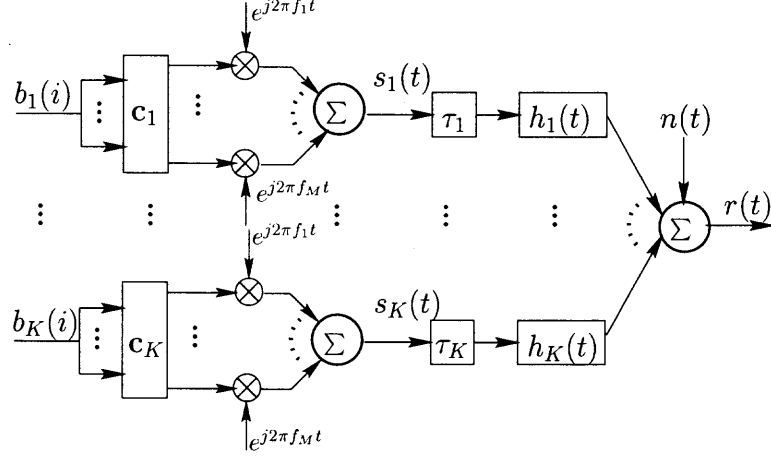 e^{j2πf_1t}
b_1(i)
c_1
Σ
s_1(t)
τ_1
h_1(t)
n(t)
e^{j2πf_Mt}
r(t)
Σ
e^{j2πf_1t}
b_K(i)
c_K
Σ
s_K(t)
τ_K
h_K(t)
e^{j2πf_Mt}